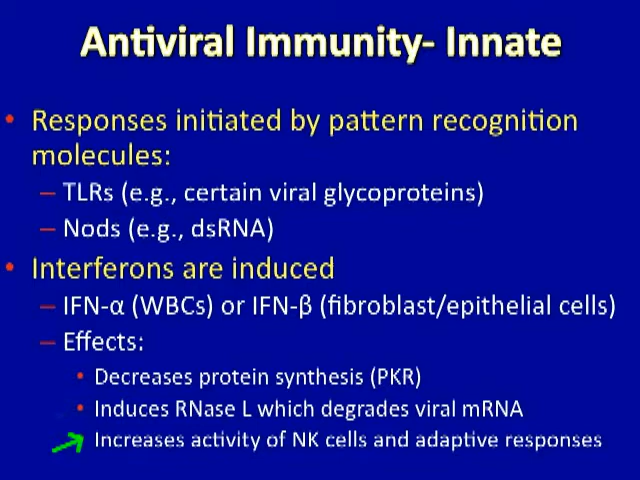 Antiviral Immunity- Innate
• Responses initiated by pattern recognition
molecules:
– TLRs (e.g., certain viral glycoproteins)
– Nods (e.g., dsRNA)
• Interferons are induced
– IFN-α (WBCs) or IFN-β (fibroblast/epithelial cells)
– Effects:
• Decreases protein synthesis (PKR)
• Induces RNase L which degrades viral mRNA
Increases activity of NK cells and adaptive responses